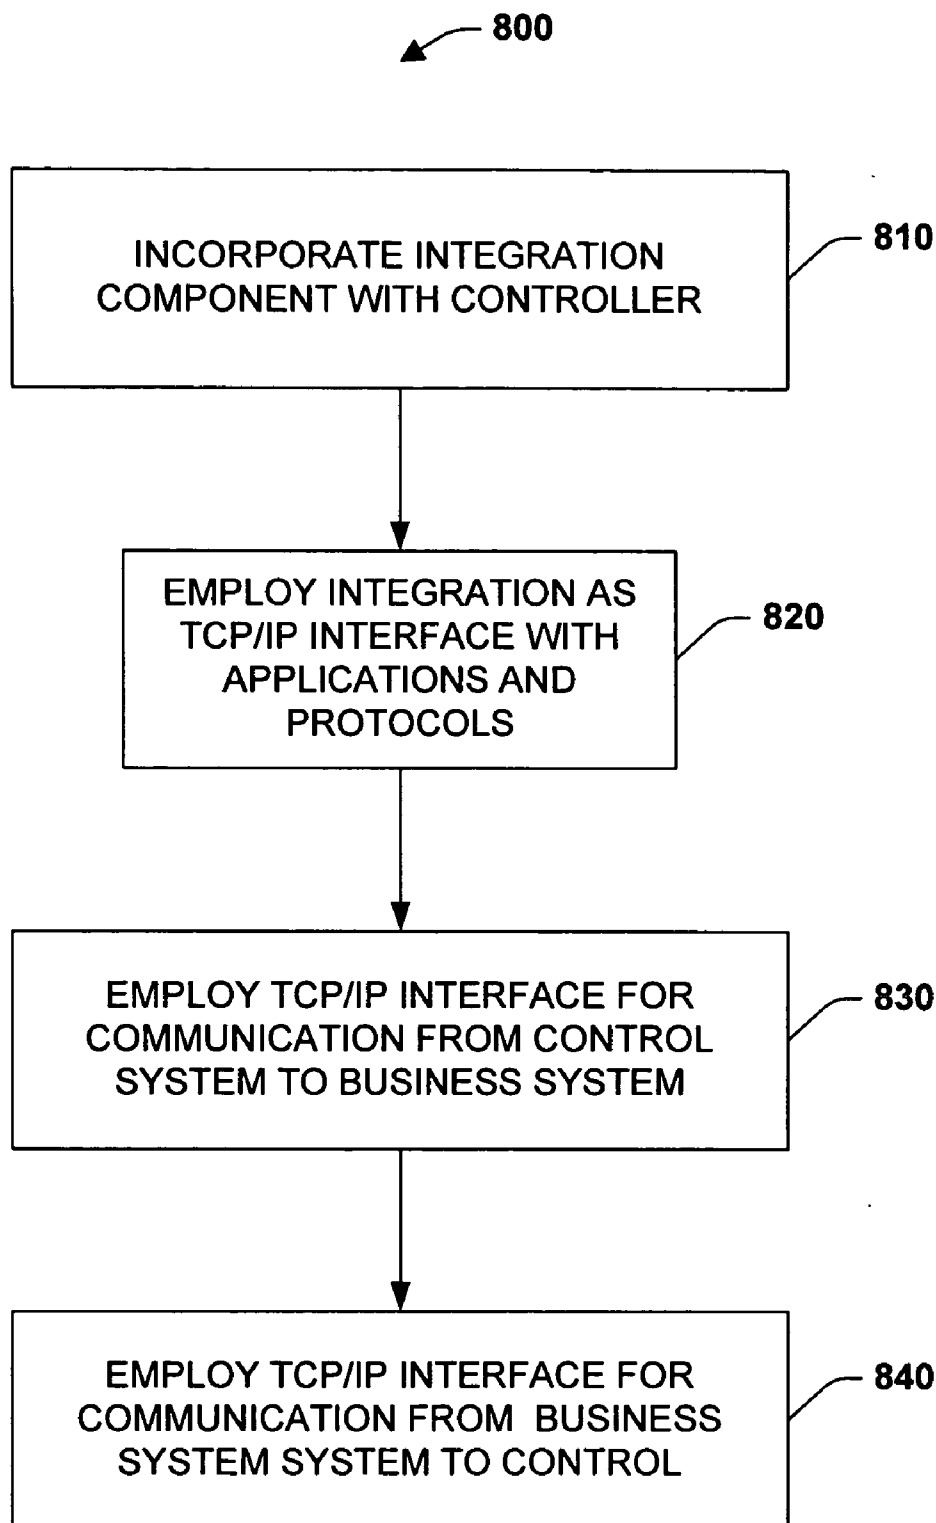 800
INCORPORATE INTEGRATION
COMPONENT WITH CONTROLLER
810
EMPLOY INTEGRATION AS
TCP/IP INTERFACE WITH
APPLICATIONS AND
PROTOCOLS
820
EMPLOY TCP/IP INTERFACE FOR
COMMUNICATION FROM CONTROL
SYSTEM TO BUSINESS SYSTEM
830
EMPLOY TCP/IP INTERFACE FOR
COMMUNICATION FROM BUSINESS
SYSTEM SYSTEM TO CONTROL
840